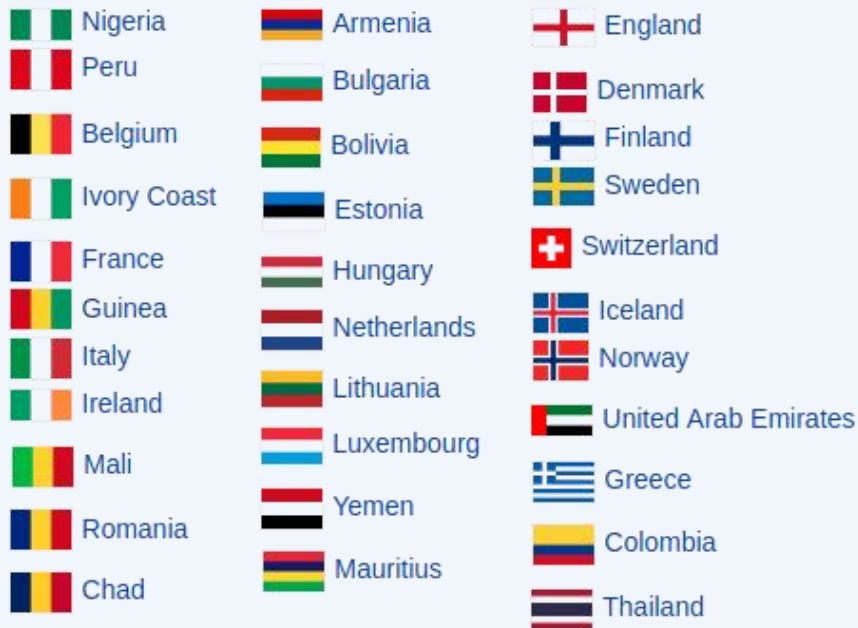 Nigeria
Peru
Belgium
Ivory Coast
France
Guinea
Italy
Ireland
Mali
Romania
Chad
Armenia
Bulgaria
Bolivia
Estonia
Hungary
Netherlands
Lithuania
Luxembourg
Yemen
Mauritius
England
Denmark
Finland
Sweden
Switzerland
Iceland
Norway
United Arab Emirates
Greece
Colombia
Thailand